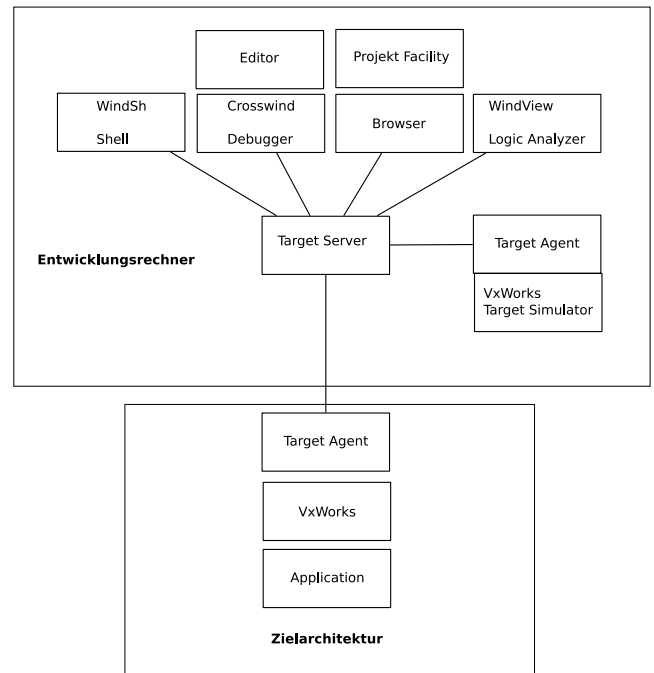 Editor
Projekt Facility
WindSh
Shell
Crosswind
Debugger
Browser
WindView
Logic Analyzer
Target Server
Target Agent
Entwicklungsrechner
VxWorks
Target Simulator
Target Agent
VxWorks
Application
Zielarchitektur